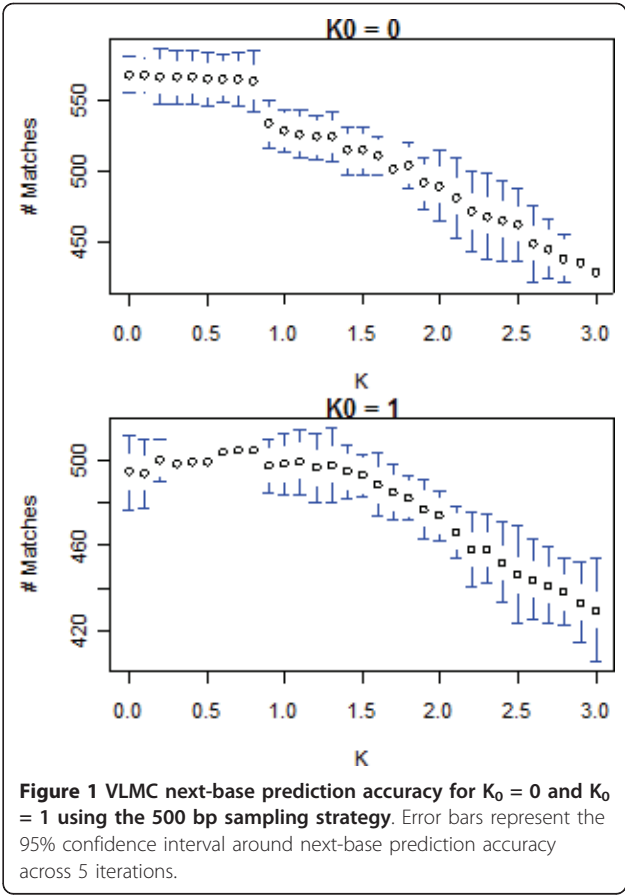 K0 = 0
# Matches
550
500
450
0.0 0.5 1.0 1.5 2.0 2.5 3.0
K
K0 = 1
# Matches
500
460
420
0.0 0.5 1.0 1.5 2.0 2.5 3.0
K
Figure 1 VLMC next-base prediction accuracy for K₀ = 0 and K₀
= 1 using the 500 bp sampling strategy. Error bars represent the
95% confidence interval around next-base prediction accuracy
across 5 iterations.